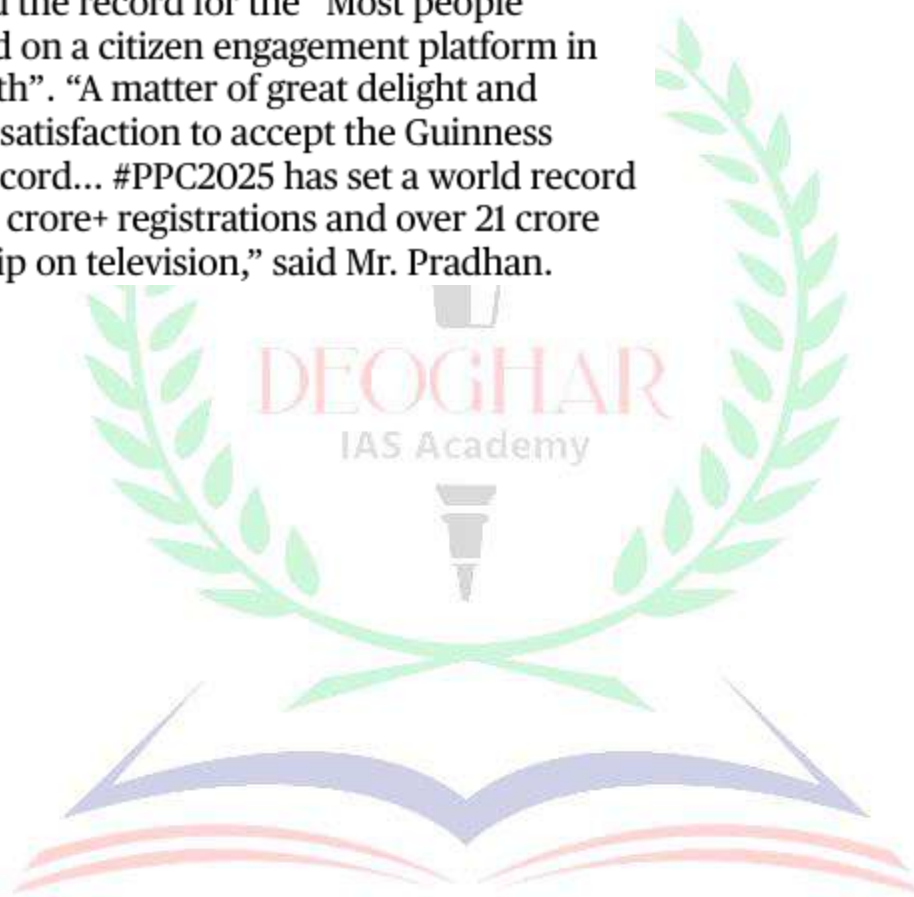 the record for the “Most people
on a citizen engagement platform in
th”. “A matter of great delight and
satisfaction to accept the Guinness
cord... #PPC2025 has set a world record
crore+ registrations and over 21 crore
ip on television,” said Mr. Pradhan.
DEOGHAR
IAS Academy